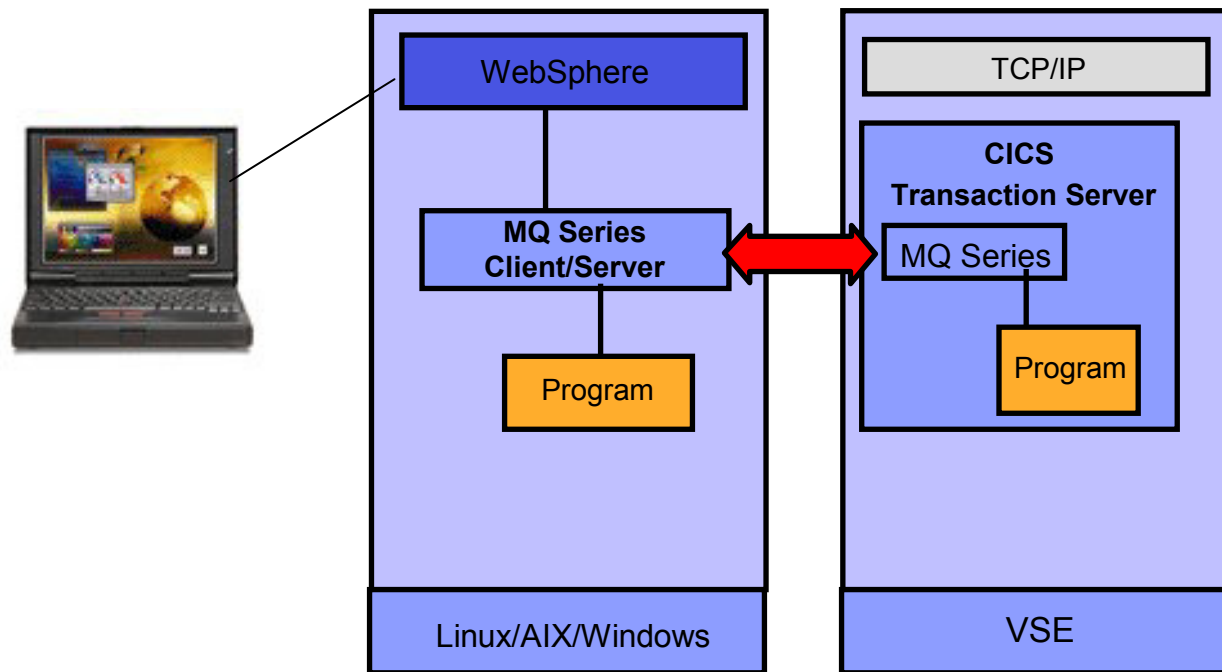 WebSphere
MQ Series
Client/Server
Program
Linux/AIX/Windows
TCP/IP
CICS
Transaction Server
MQ Series
Program
VSE